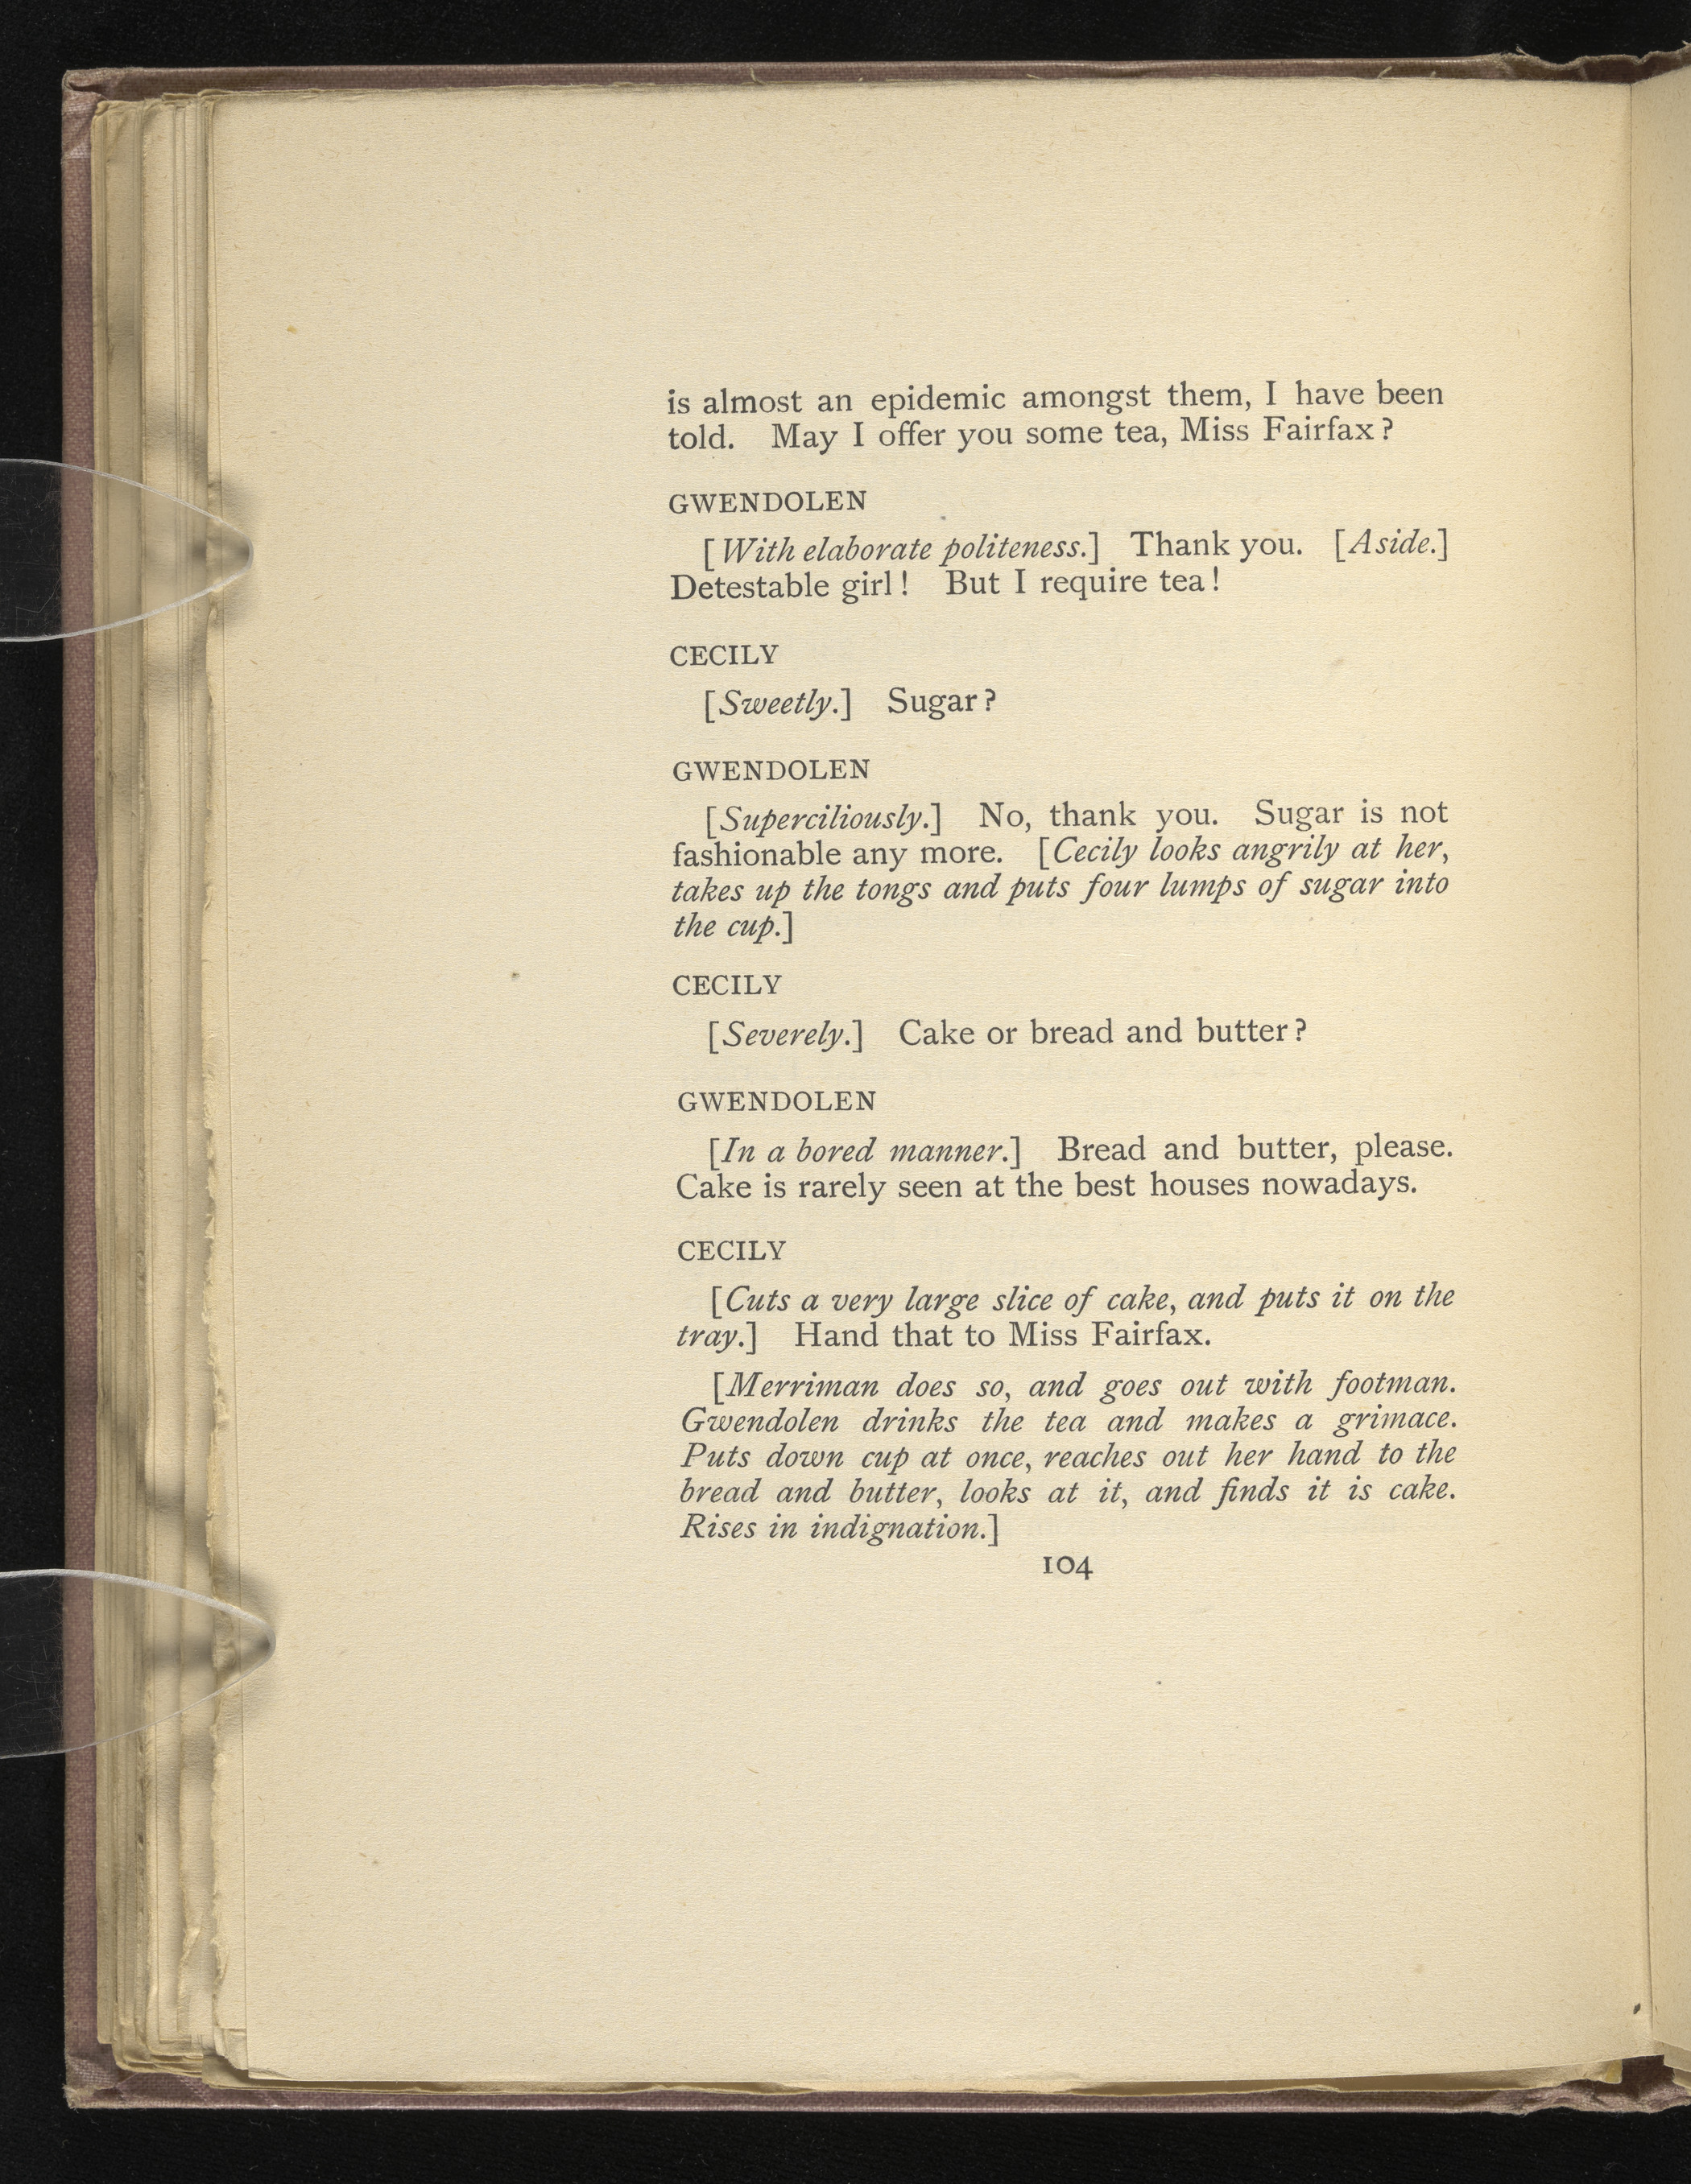 is almost an epidemic amongst them, I have been
told. May I offer you some tea, Miss Fairfax?
GWENDOLEN
[With elaborate politeness.] Thank you. [Aside.]
Detestable girl! But I require tea!
CECILY
[Sweetly.] Sugar?
GWENDOLEN
[Superciliously.] No, thank you. Sugar is not
fashionable any more. [Cecily looks angrily at her,
takes up the tongs and puts four lumps of sugar into
the cup.]
CECILY
[Severely.] Cake or bread and butter?
GWENDOLEN
[In a bored manner.] Bread and butter, please.
Cake is rarely seen at the best houses nowadays.
CECILY
[Cuts a very large slice of cake, and puts it on the
tray.] Hand that to Miss Fairfax.
[Merriman does so, and goes out with footman.
Gwendolen drinks the tea and makes a grimace.
Puts down cup at once, reaches out her hand to the
bread and butter, looks at it, and finds it is cake.
Rises in indignation.]
104